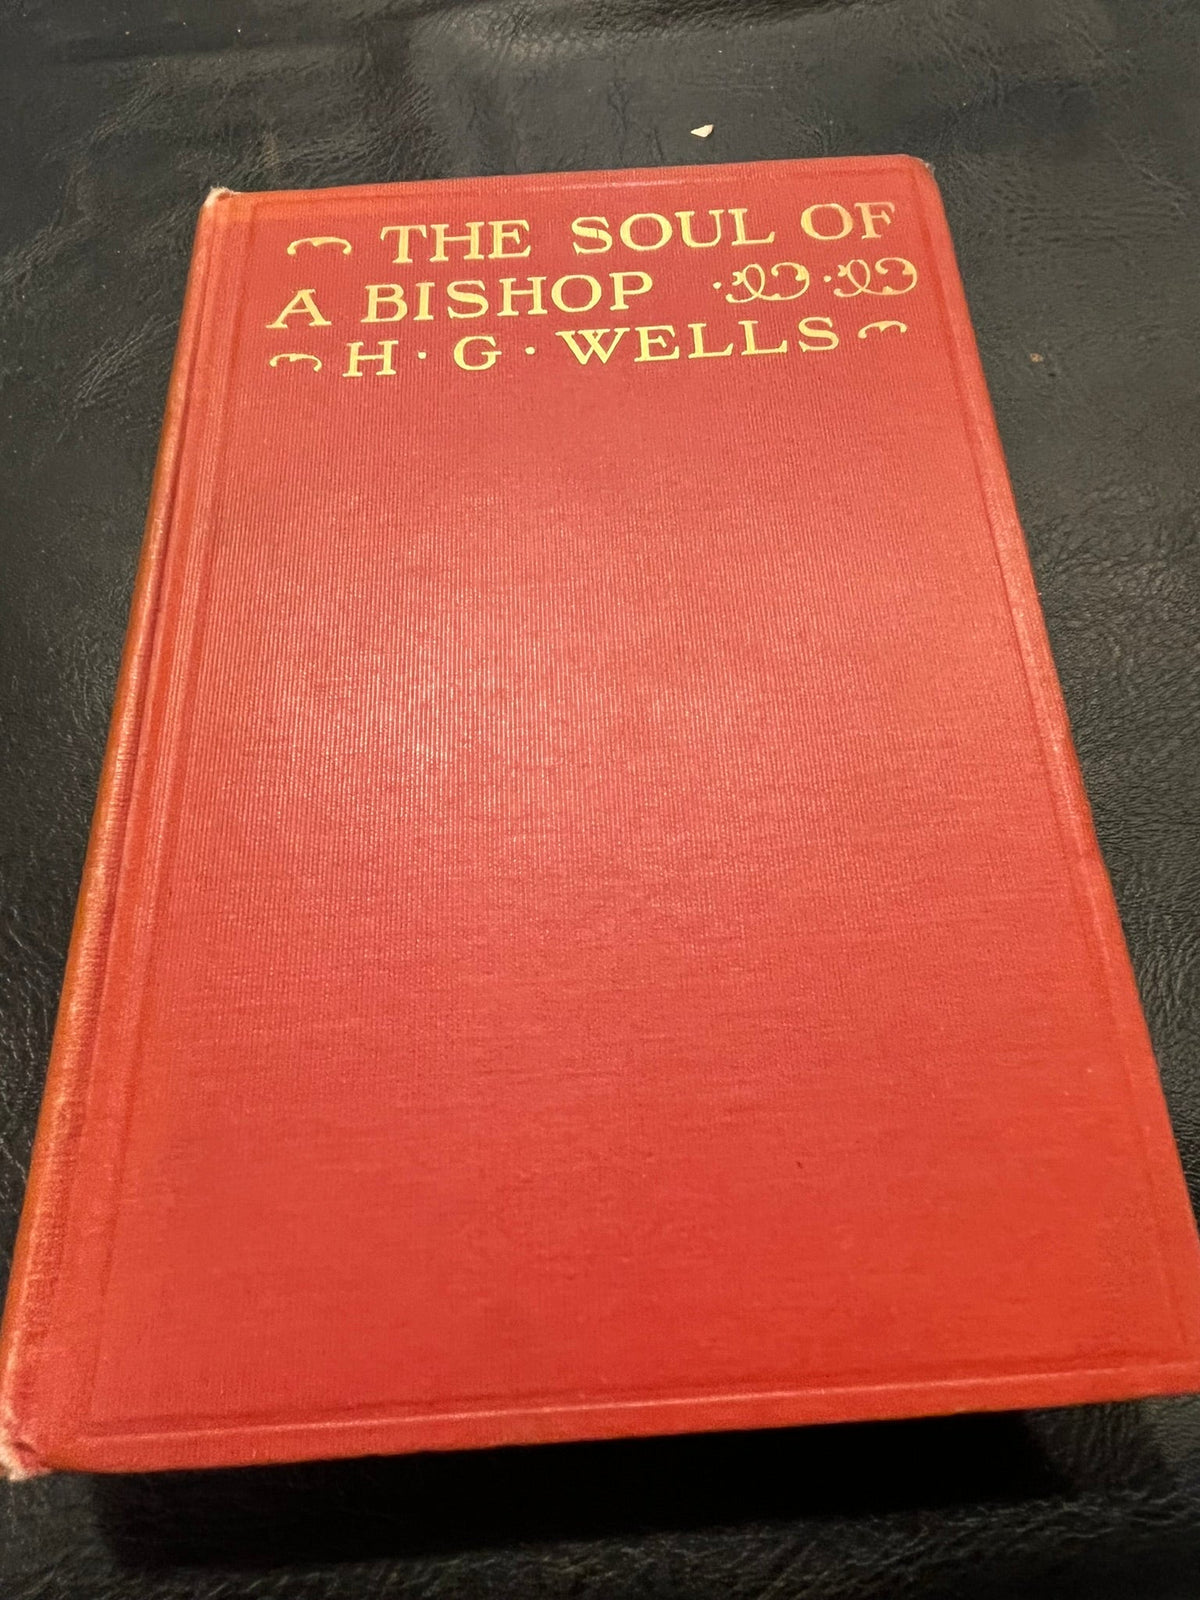 THE SOUL OF
A BISHOP
H · G · WELLS